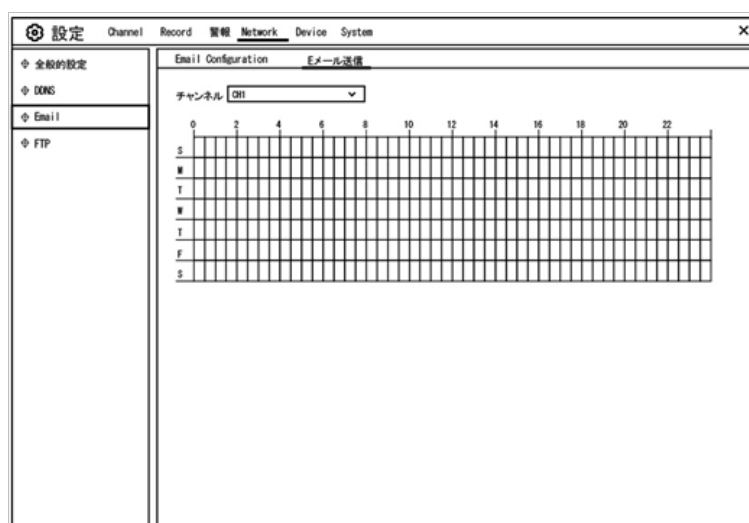 設定 Channel Record 警報 Network Device System ×
全般的設定
DDNS
Email
FTP
Email Configuration Eメール送信
チャンネル CH1
0 2 4 6 8 10 12 14 16 18 20 22
S
M
T
W
T
F
S